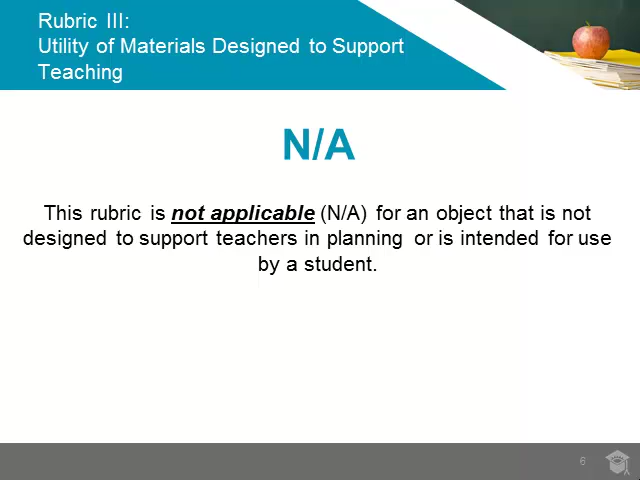 Rubric III:
Utility of Materials Designed to Support
Teaching
N/A
This rubric is not applicable (N/A) for an object that is not
designed to support teachers in planning or is intended for use
by a student.
6